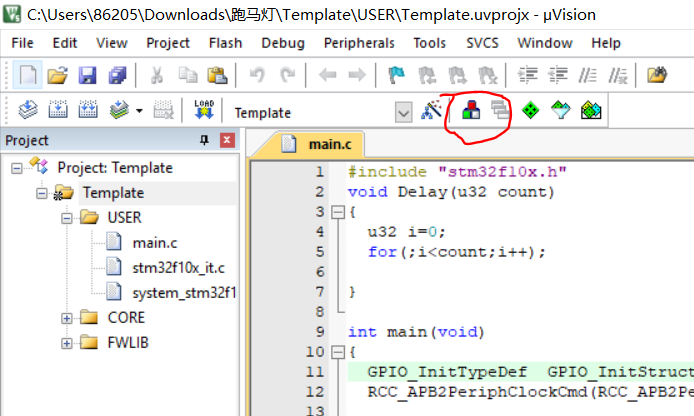 C:\Users\86205\Downloads\跑马灯\Template\USER\Template.uvprojx - µVision
File Edit View Project Flash Debug Peripherals Tools SVCS Window Help
LOAD
Template
Project
main.c
Project: Template
Template
USER
main.c
stm32f10x_it.c
system_stm32f1
CORE
FWLIB
1 #include "stm32f10x.h"
2 void Delay(u32 count)
3 {
4 u32 i=0;
5 for(;i<count;i++);
6
7 }
8
9 int main(void)
10 {
11 GPIO_InitTypeDef GPIO_InitStruct
12 RCC_APB2PeriphClockCmd(RCC_APB2Pe
13